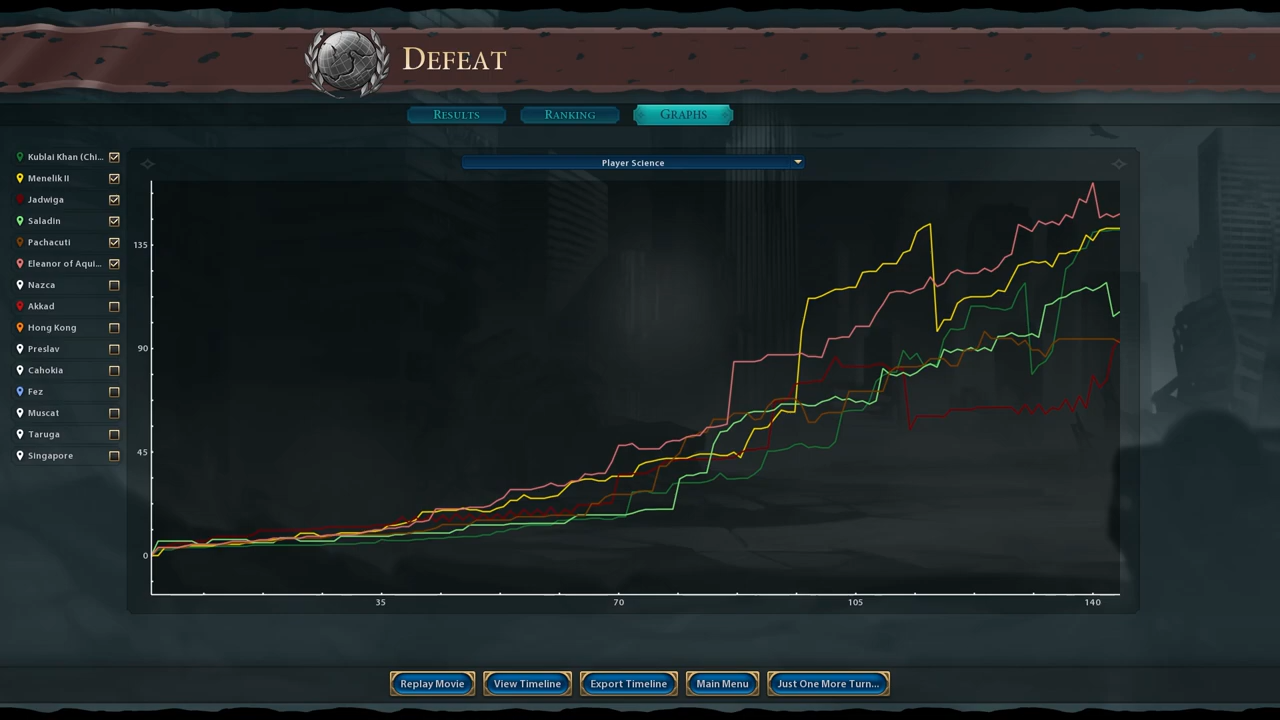 DEFEAT
RESULTS
RANKING
GRAPHS
Player Science
Kublai Khan (Chi...
Menelik II
Jadwiga
Saladin
Pachacuti
Eleanor of Aqui...
Nazca
Akkad
Hong Kong
Preslav
Cahokia
Fez
Muscat
Taruga
Singapore
135
90
45
0
35
70
105
140
Replay Movie
View Timeline
Export Timeline
Main Menu
Just One More Turn...